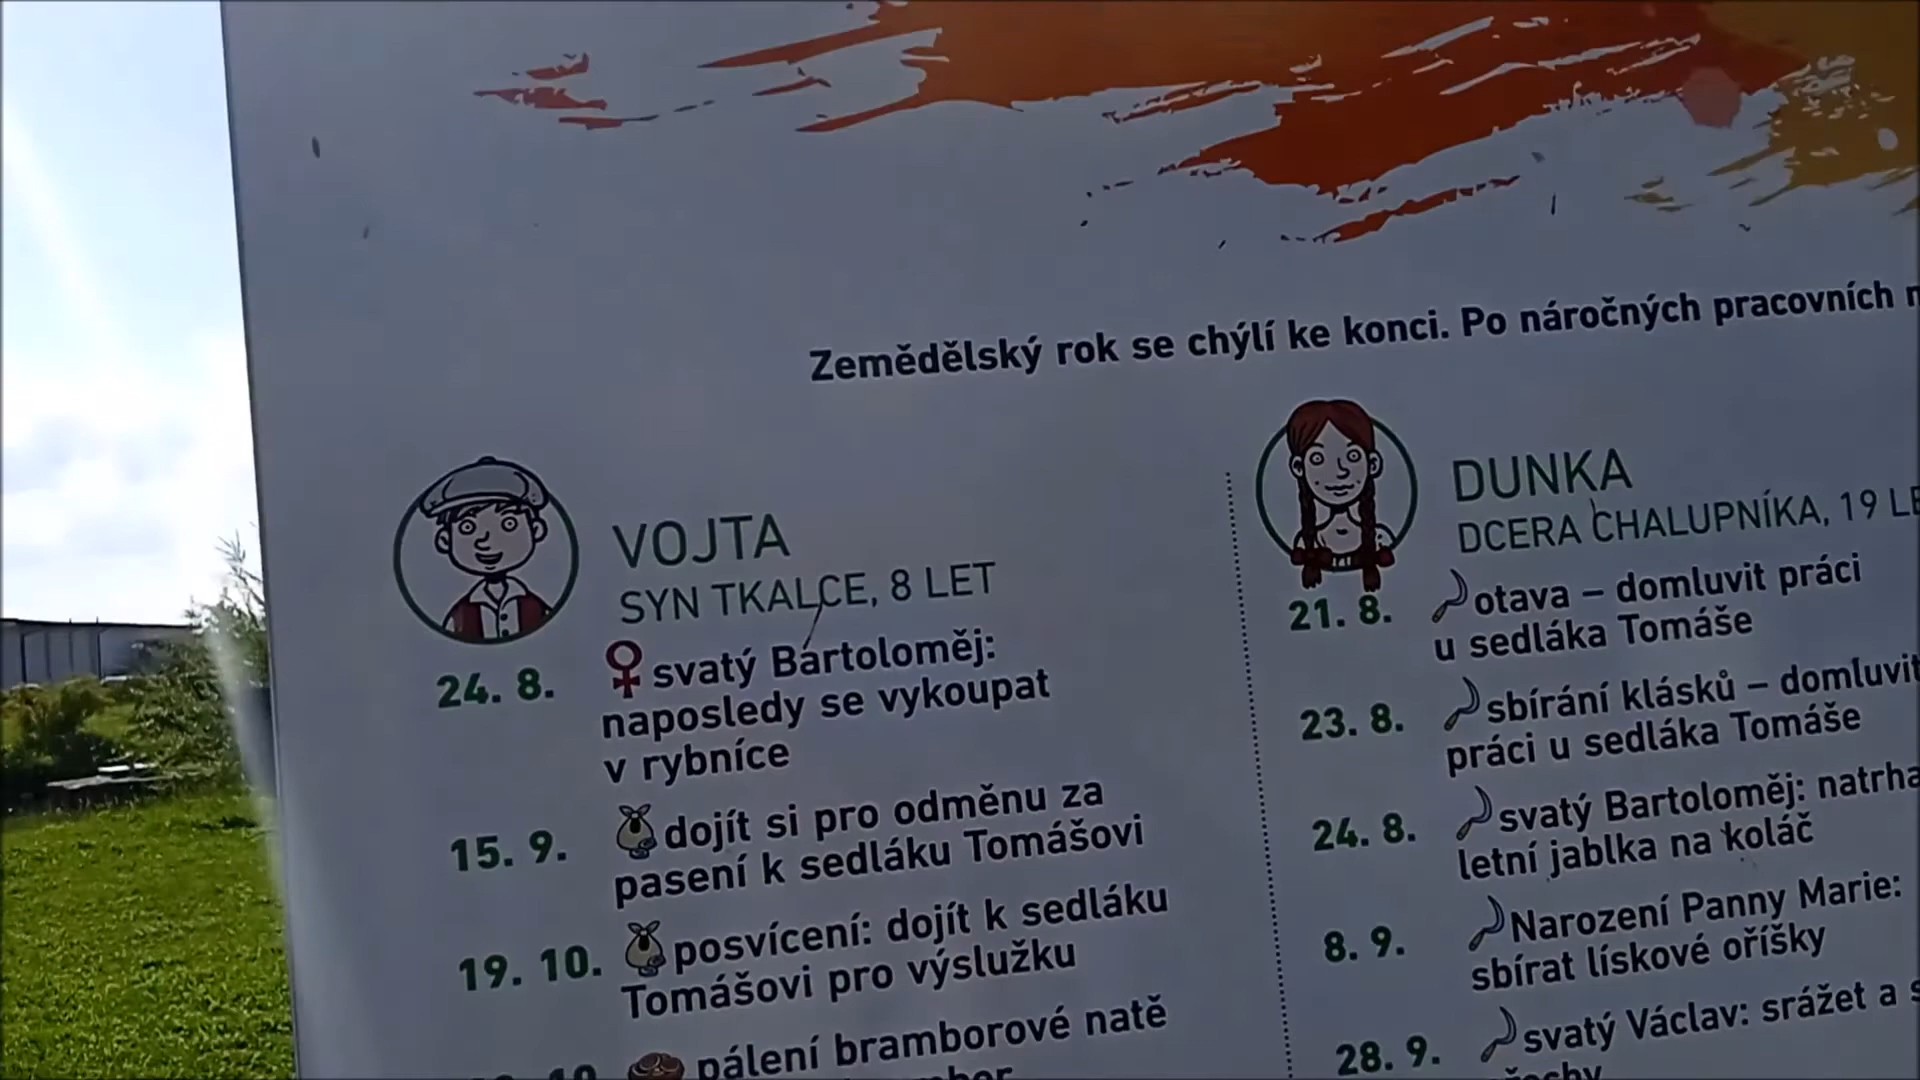 Zemědělský rok se chýlí ke konci. Po náročných pracovních
VOJTA
SYN TKALCE, 8 LET
24. 8. svatý Bartoloměj:
naposledy se vykoupat
v rybníce
15. 9. dojít si pro odměnu za
pasení k sedláku Tomášovi
19. 10. posvícení: dojít k sedláku
Tomášovi pro výslužku
pálení bramborové natě
DUNKA
DCERA CHALUPNÍKA, 19
21. 8. otava – domluvit práci
u sedláka Tomáše
23. 8. sbírání klásků – domluvit
práci u sedláka Tomáše
24. 8. svatý Bartoloměj:
letní jablka na koláč
8. 9. Narození Panny Marie:
sbírat lískové oříšky
28. 9. svatý Václav: srážet a